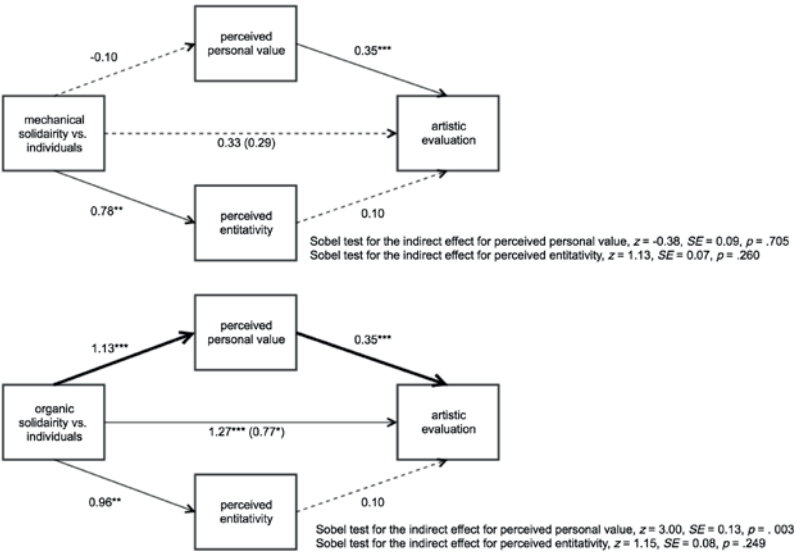 perceived
personal value
-0.10
0.35***
mechanical
solidairity vs.
individuals
0.33 (0.29)
artistic
evaluation
0.78**
perceived
entitativity
0.10
Sobel test for the indirect effect for perceived personal value, z = -0.38, SE = 0.09, p = .705
Sobel test for the indirect effect for perceived entitativity, z = 1.13, SE = 0.07, p = .260
perceived
personal value
1.13***
0.35***
organic
solidairity vs.
individuals
1.27*** (0.77*)
artistic
evaluation
0.96**
perceived
entitativity
0.10
Sobel test for the indirect effect for perceived personal value, z = 3.00, SE = 0.13, p = . 003
Sobel test for the indirect effect for perceived entitativity, z = 1.15, SE = 0.08, p = .249